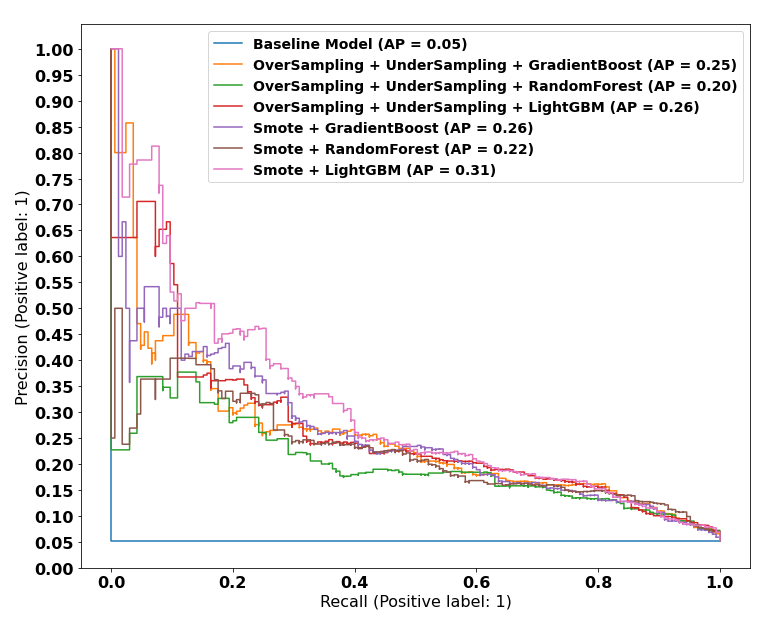 Baseline Model (AP = 0.05)
OverSampling + UnderSampling + GradientBoost (AP = 0.25)
OverSampling + UnderSampling + RandomForest (AP = 0.20)
OverSampling + UnderSampling + LightGBM (AP = 0.26)
Smote + GradientBoost (AP = 0.26)
Smote + RandomForest (AP = 0.22)
Smote + LightGBM (AP = 0.31)
Precision (Positive label: 1)
1.00
0.95
0.90
0.85
0.80
0.75
0.70
0.65
0.60
0.55
0.50
0.45
0.40
0.35
0.30
0.25
0.20
0.15
0.10
0.05
0.00
0.0 0.2 0.4 0.6 0.8 1.0
Recall (Positive label: 1)